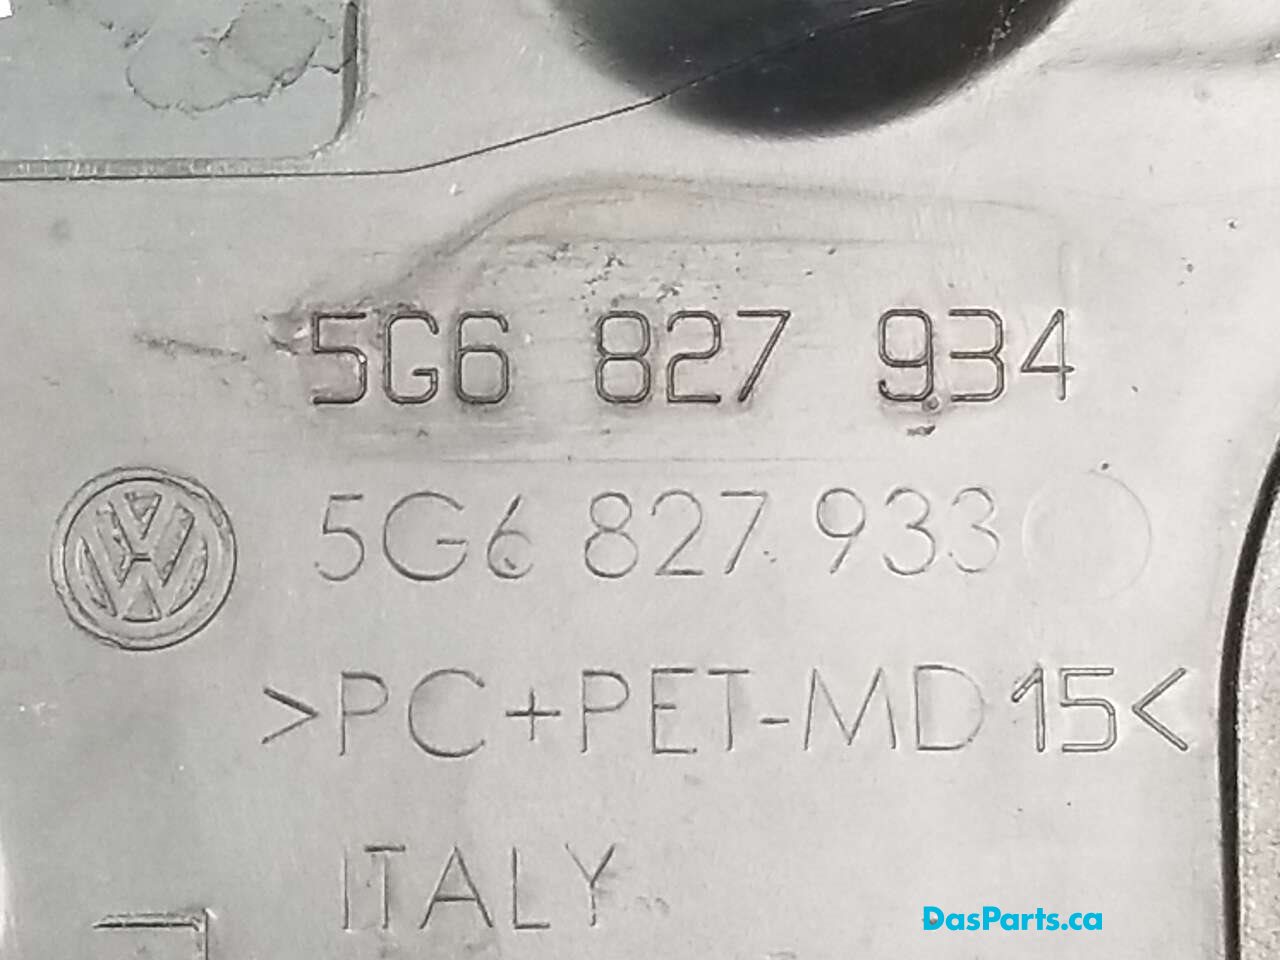 5G6 827 934
5G6 827 933
>PC+PET-MD15<
ITALY
DasParts.ca